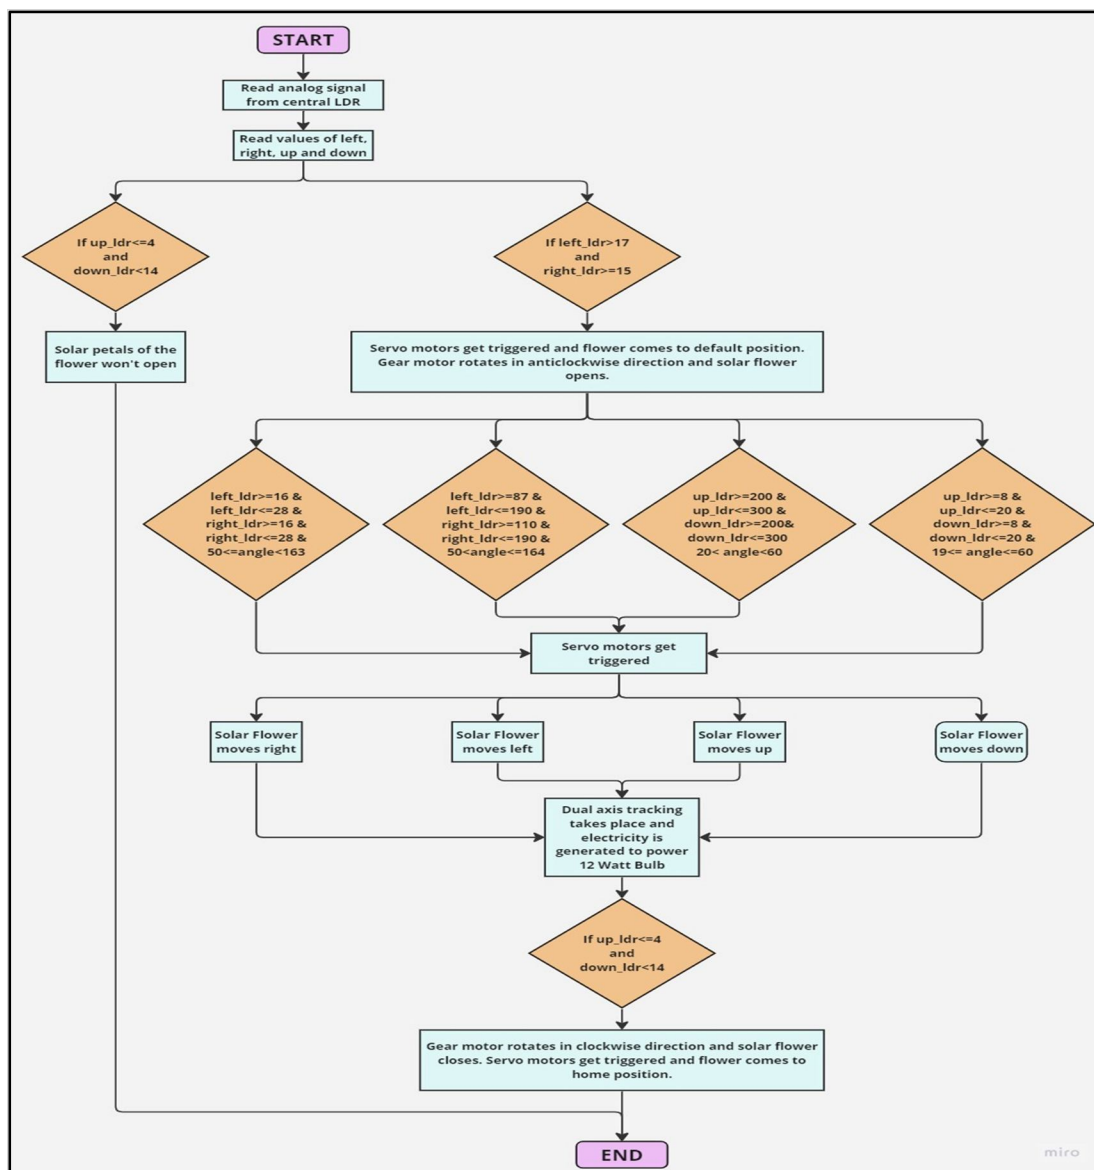 START
Read analog signal
from central LDR
Read values of left,
right, up and down
If up_ldr<=4
and
down_ldr<14
If left_ldr>17
and
right_ldr>=15
Solar petals of the
flower won't open
Servo motors get triggered and flower comes to default position.
Gear motor rotates in anticlockwise direction and solar flower
opens.
left_ldr>=16 &
left_ldr<=28 &
right_ldr>=16 &
right_ldr<=28 &
50<=angle<163
left_ldr>=87 &
left_ldr<=190 &
right_ldr>=110 &
right_ldr<=190 &
50<angle<=164
up_ldr>=200 &
up_ldr<=300 &
down_ldr>=200&
down_ldr<=300
20< angle<60
up_ldr>=8 &
up_ldr<=20 &
down_ldr>=8 &
down_ldr<=20 &
19<= angle<=60
Servo motors get
triggered
Solar Flower
moves right
Solar Flower
moves left
Solar Flower
moves up
Solar Flower
moves down
Dual axis tracking
takes place and
electricity is
generated to power
12 Watt Bulb
If up_ldr<=4
and
down_ldr<14
Gear motor rotates in clockwise direction and solar flower
closes. Servo motors get triggered and flower comes to
home position.
END
miro